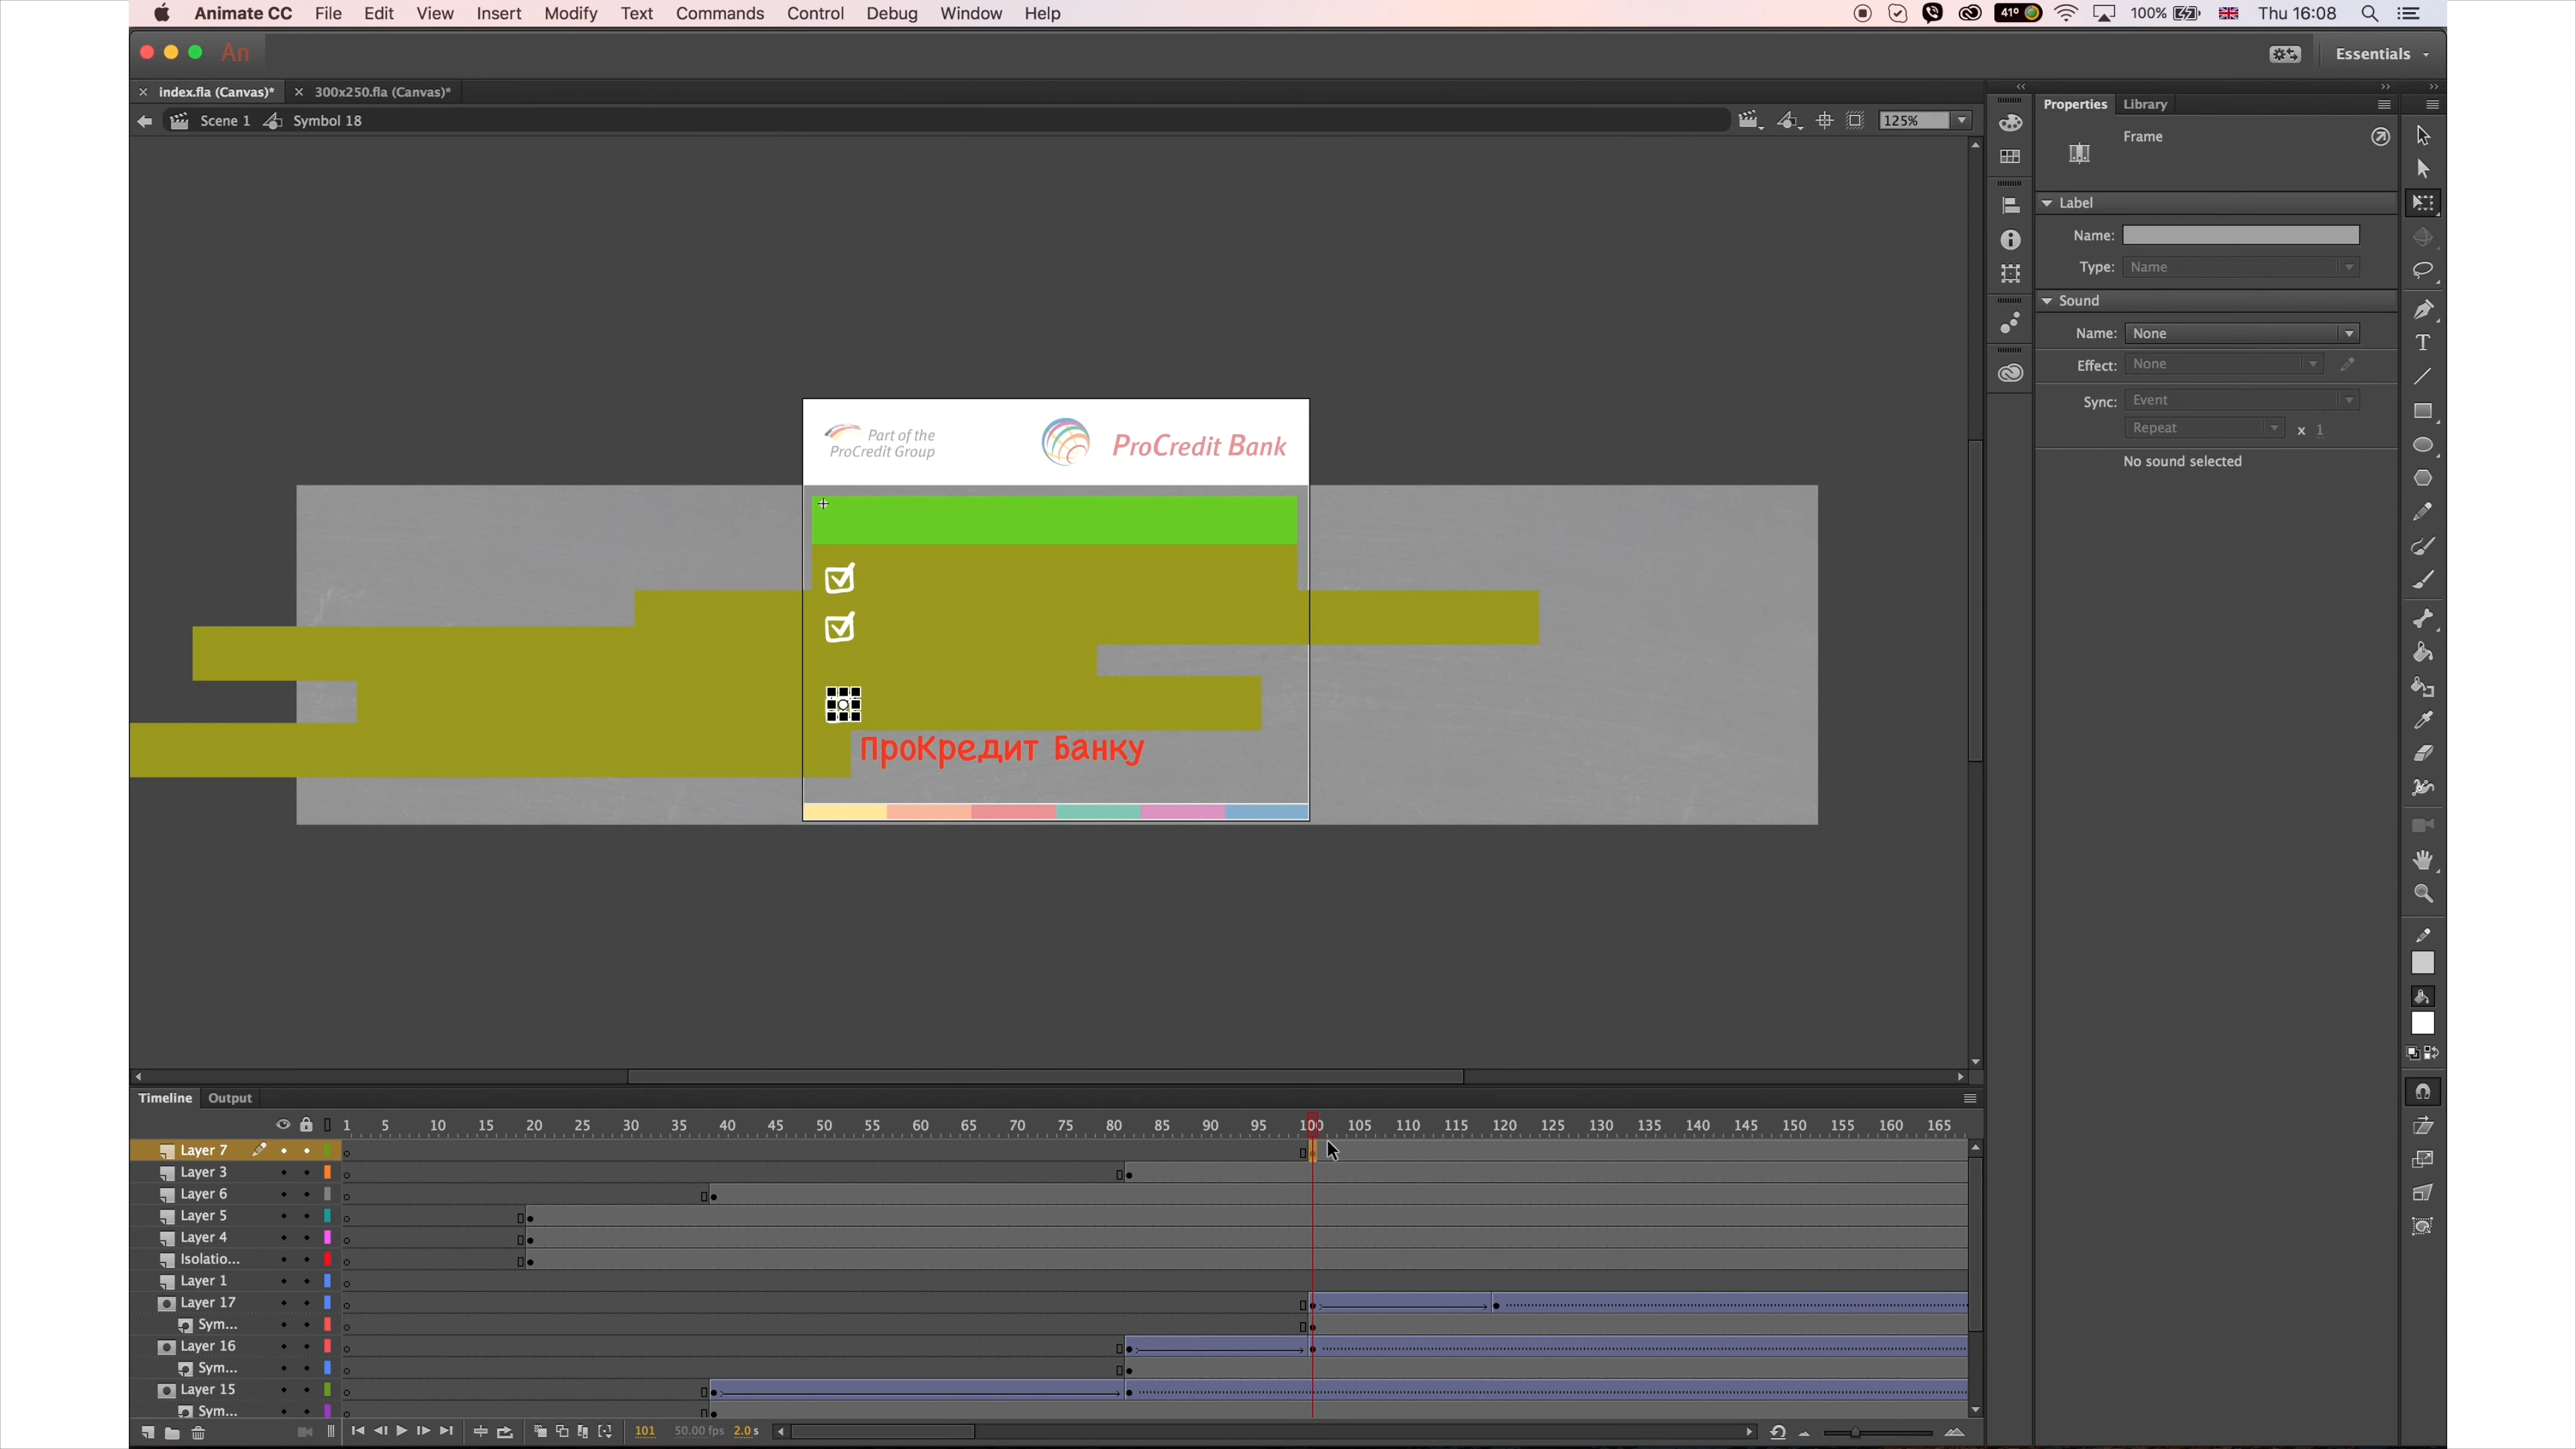 Animate CC File Edit View Insert Modify Text Commands Control Debug Window Help
41° 100% Thu 16:08
An Essentials
index.fla (Canvas)* 300x250.fla (Canvas)*
Scene 1 Symbol 18 125%
Properties Library
Frame
Label
Name:
Type: Name
Sound
Name: None
Effect: None
Sync: Event
Repeat x 1
No sound selected
Part of the
ProCredit Group
ProCredit Bank
ПроКредит Банку
Timeline Output
1 5 10 15 20 25 30 35 40 45 50 55 60 65 70 75 80 85 90 95 100 105 110 115 120 125 130 135 140 145 150 155 160 165
Layer 7
Layer 3
Layer 6
Layer 5
Layer 4
Isolatio...
Layer 1
Layer 17
Sym...
Layer 16
Sym...
Layer 15
Sym...
101 50.00 fps 2.0 s